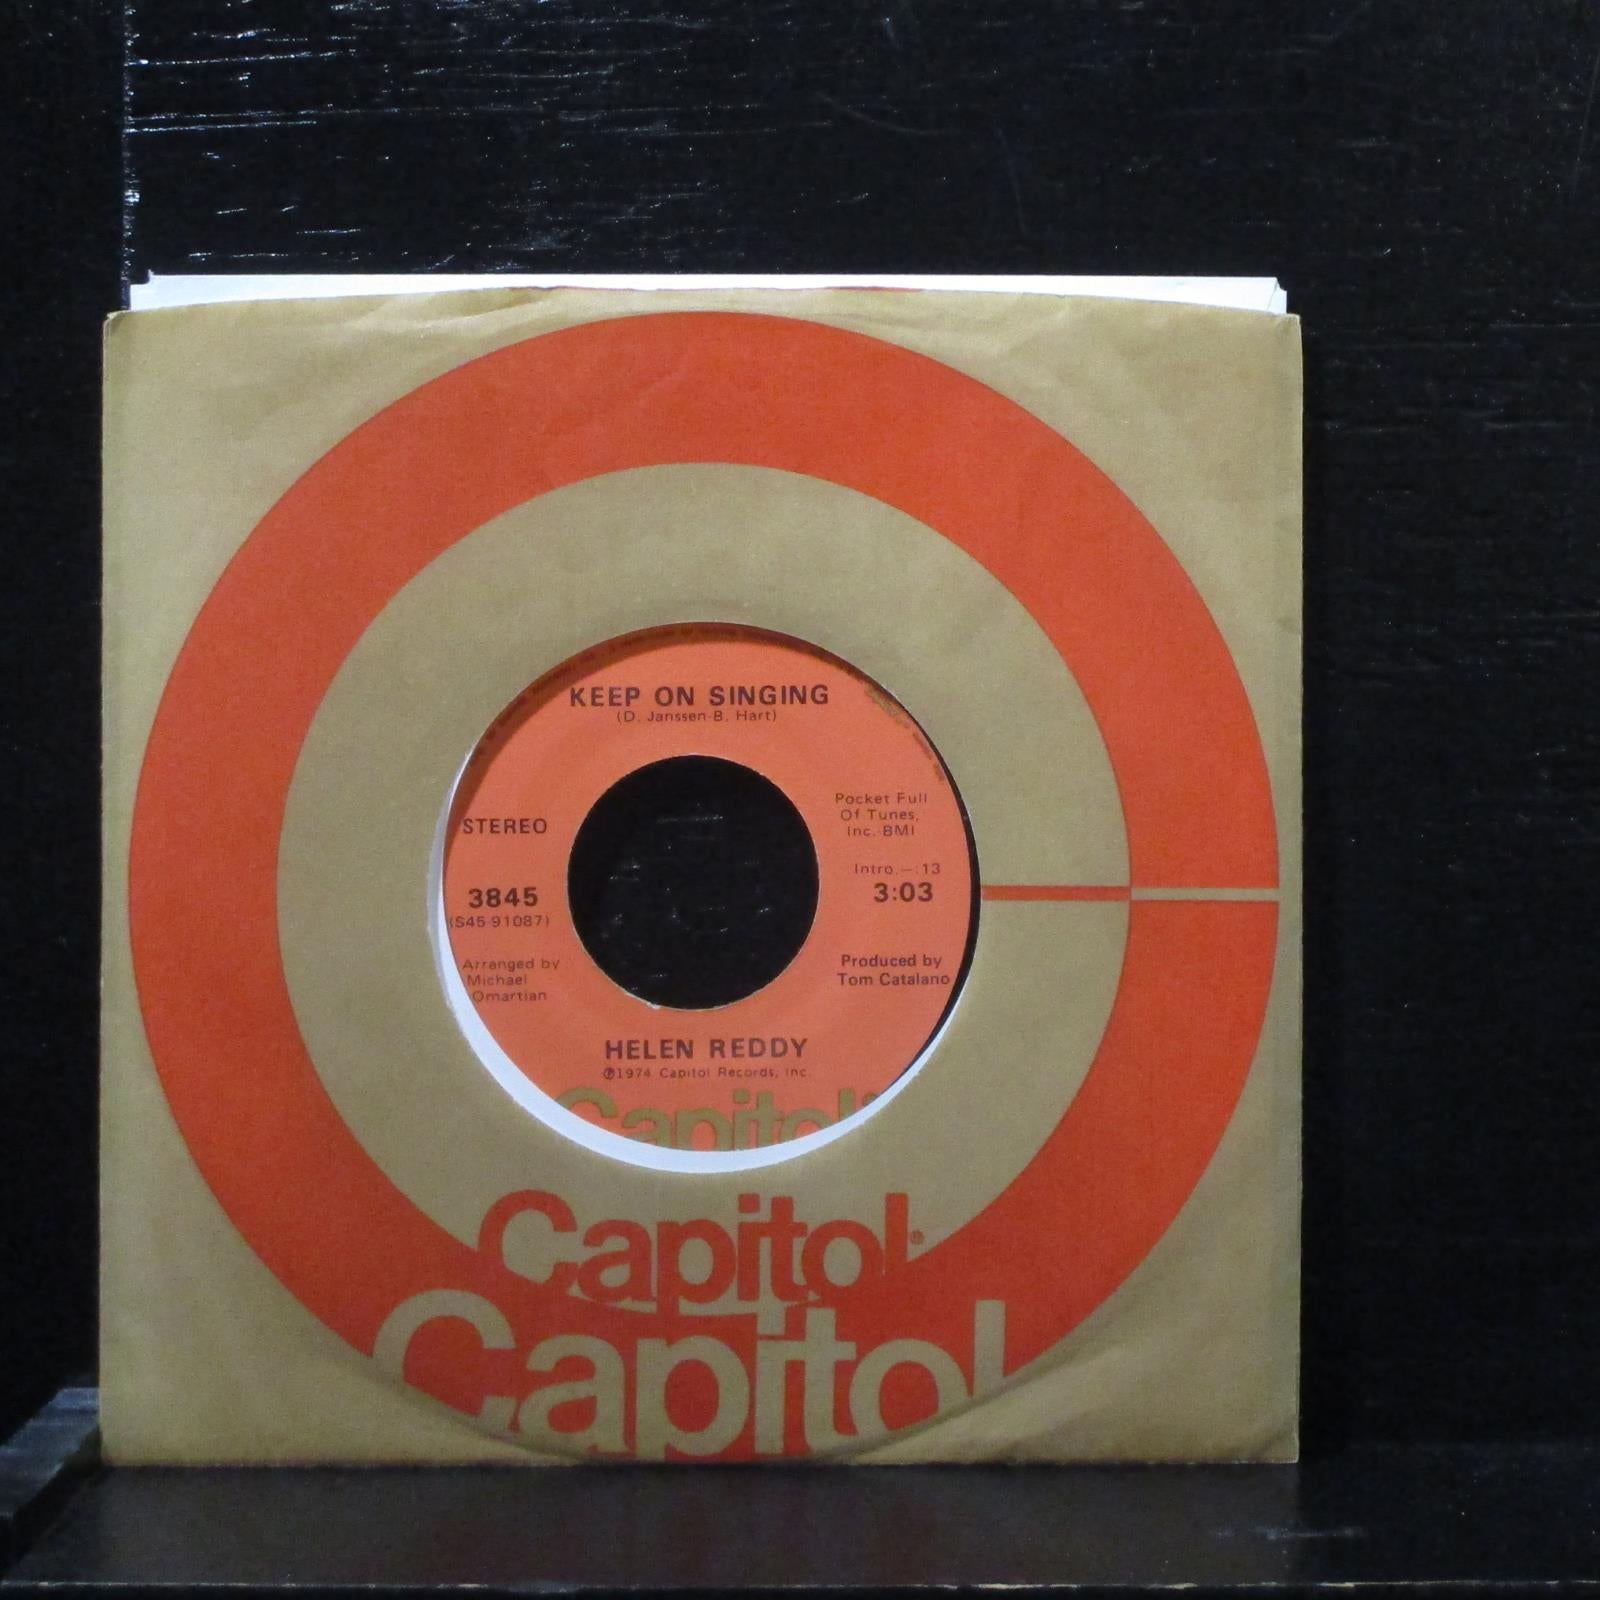 KEEP ON SINGING
(D. Janssen-B. Hart)
STEREO
Pocket Full
Of Tunes,
Inc.-BMI
Intro.—:13
3:03
3845
(S45-91087)
Arranged by
Michael
Omartian
Produced by
Tom Catalano
HELEN REDDY
℗1974 Capitol Records, Inc.
Capitol
Capitol®
Capitol